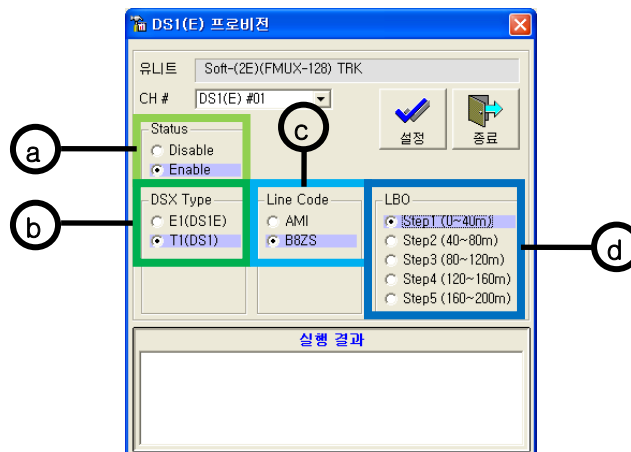 DS1(E) 프로비전
유니트 Soft-(2E)(FMUX-128) TRK
CH # DS1(E) #01
설정
종료
a
Status
Disable
Enable
b
DSX Type
E1(DS1E)
T1(DS1)
c
Line Code
AMI
B8ZS
LBO
Step1 (0~40m)
Step2 (40~80m)
Step3 (80~120m)
Step4 (120~160m)
Step5 (160~200m)
d
실행 결과